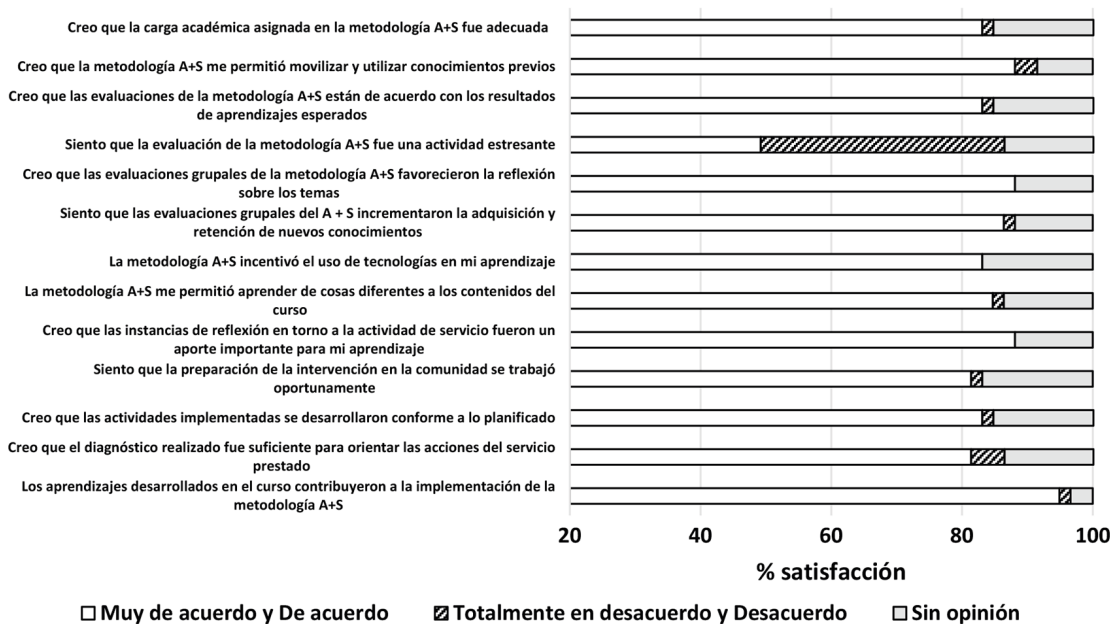 Creo que la carga académica asignada en la metodología A+S fue adecuada
Creo que la metodología A+S me permitió movilizar y utilizar conocimientos previos
Creo que las evaluaciones de la metodología A+S están de acuerdo con los resultados
de aprendizajes esperados
Siento que la evaluación de la metodología A+S fue una actividad estresante
Creo que las evaluaciones grupales de la metodología A+S favorecieron la reflexión
sobre los temas
Siento que las evaluaciones grupales del A + S incrementaron la adquisición y
retención de nuevos conocimientos
La metodología A+S incentivó el uso de tecnologías en mi aprendizaje
La metodología A+S me permitió aprender de cosas diferentes a los contenidos del
curso
Creo que las instancias de reflexión en torno a la actividad de servicio fueron un
aporte importante para mi aprendizaje
Siento que la preparación de la intervención en la comunidad se trabajó
oportunamente
Creo que las actividades implementadas se desarrollaron conforme a lo planificado
Creo que el diagnóstico realizado fue suficiente para orientar las acciones del servicio
prestado
Los aprendizajes desarrollados en el curso contribuyeron a la implementación de la
metodología A+S
20 40 60 80 100
% satisfacción
Muy de acuerdo y De acuerdo Totalmente en desacuerdo y Desacuerdo Sin opinión